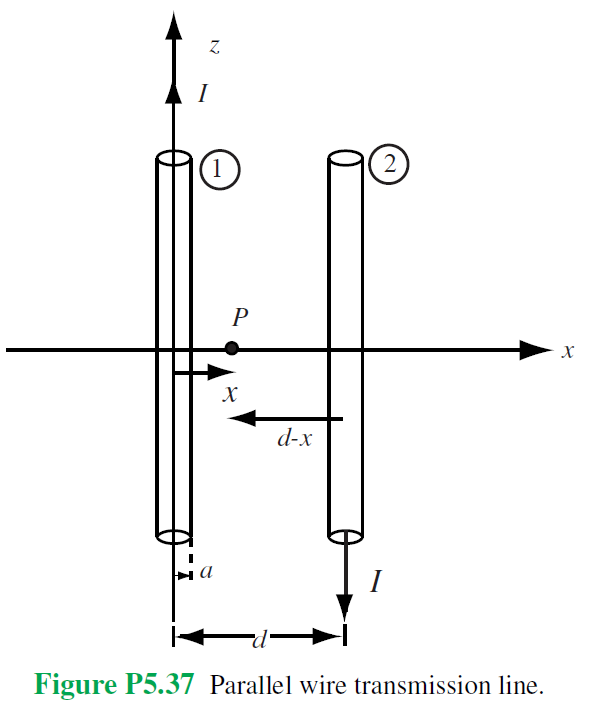 z
I
1
2
P
x
x
d-x
a
I
d
Figure P5.37 Parallel wire transmission line.